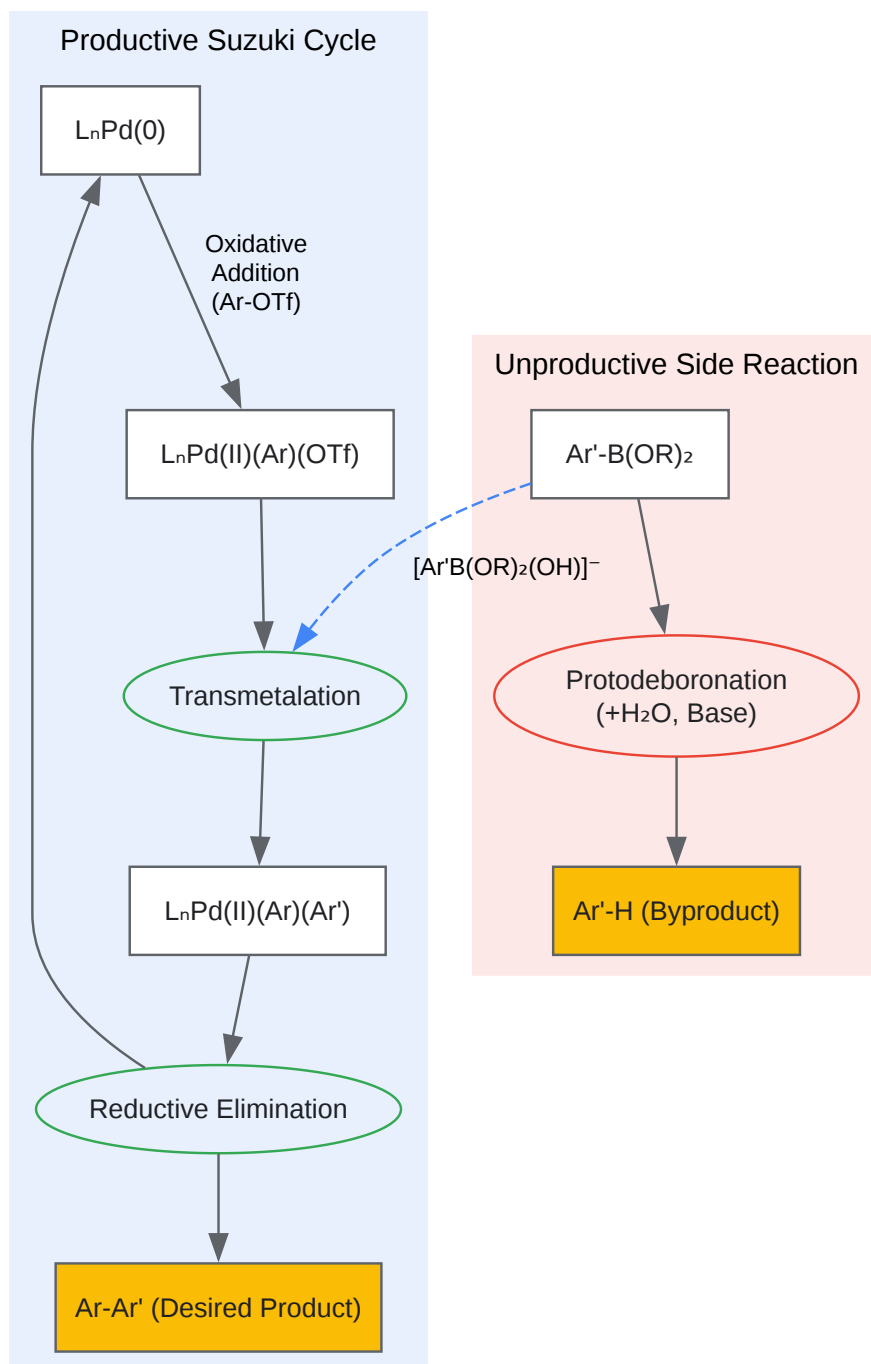 Productive Suzuki Cycle
LₙPd(0)
Oxidative
Addition
(Ar-OTf)
LₙPd(II)(Ar)(OTf)
Transmetalation
LₙPd(II)(Ar)(Ar')
Reductive Elimination
Ar-Ar' (Desired Product)
Unproductive Side Reaction
Ar'-B(OR)₂
[Ar'B(OR)₂(OH)]⁻
Protodeboronation
(+H₂O, Base)
Ar'-H (Byproduct)